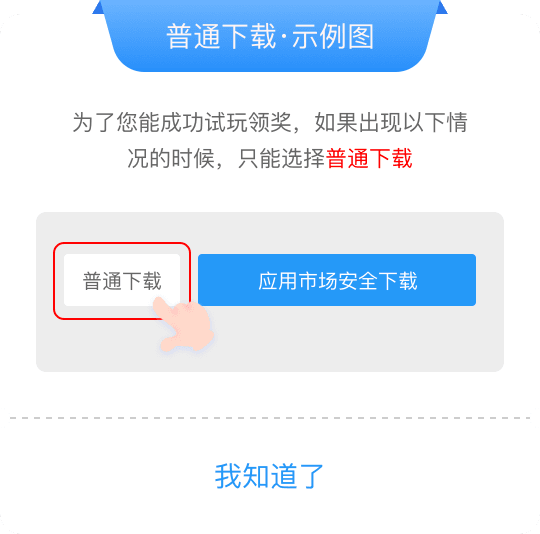 普通下载·示例图
为了您能成功试玩领奖，如果出现以下情
况的时候，只能选择普通下载
普通下载
应用市场安全下载
我知道了